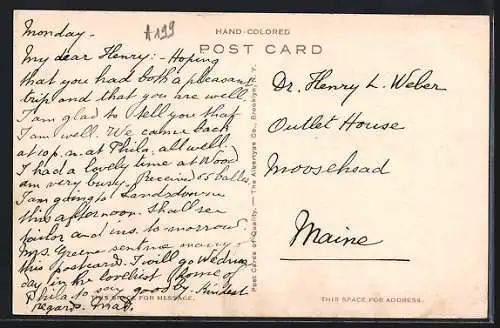 A199
HAND-COLORED
POST CARD
Monday-
My dear Henry:- Hoping
that you had both a pleasant
trip and that you are well.
I am glad to tell you that
I am well. We came back
at 10 p.m. at Phila. all well.
I had a lovely time at Wood
am very busy. Received 65
I am going to Lansdowne
this afternoon. Shall see
tailor and ins. to-morrow.
Mrs. Greene sent me many of
this postcards. I will go Wednes
day in the loveliest home of
Phila. to say good by. Kindest
regards.
THIS SPACE FOR MESSAGE.
Post Cards of Quality. — The Albertype Co., Brooklyn, N. Y.
Dr. Henry L. Weber
Outlet House
Moosehead
Maine
THIS SPACE FOR ADDRESS.